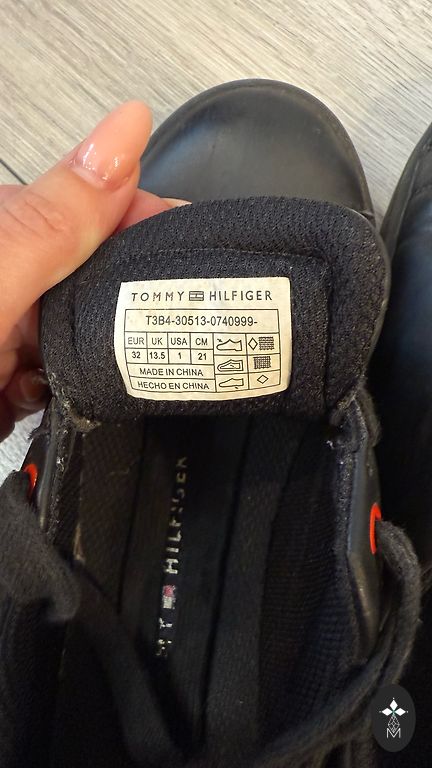 TOMMY HILFIGER
T3B4-30513-0740999-
EUR UK USA CM
32 13.5 1 21
MADE IN CHINA
HECHO EN CHINA
MY HILFIGER
M